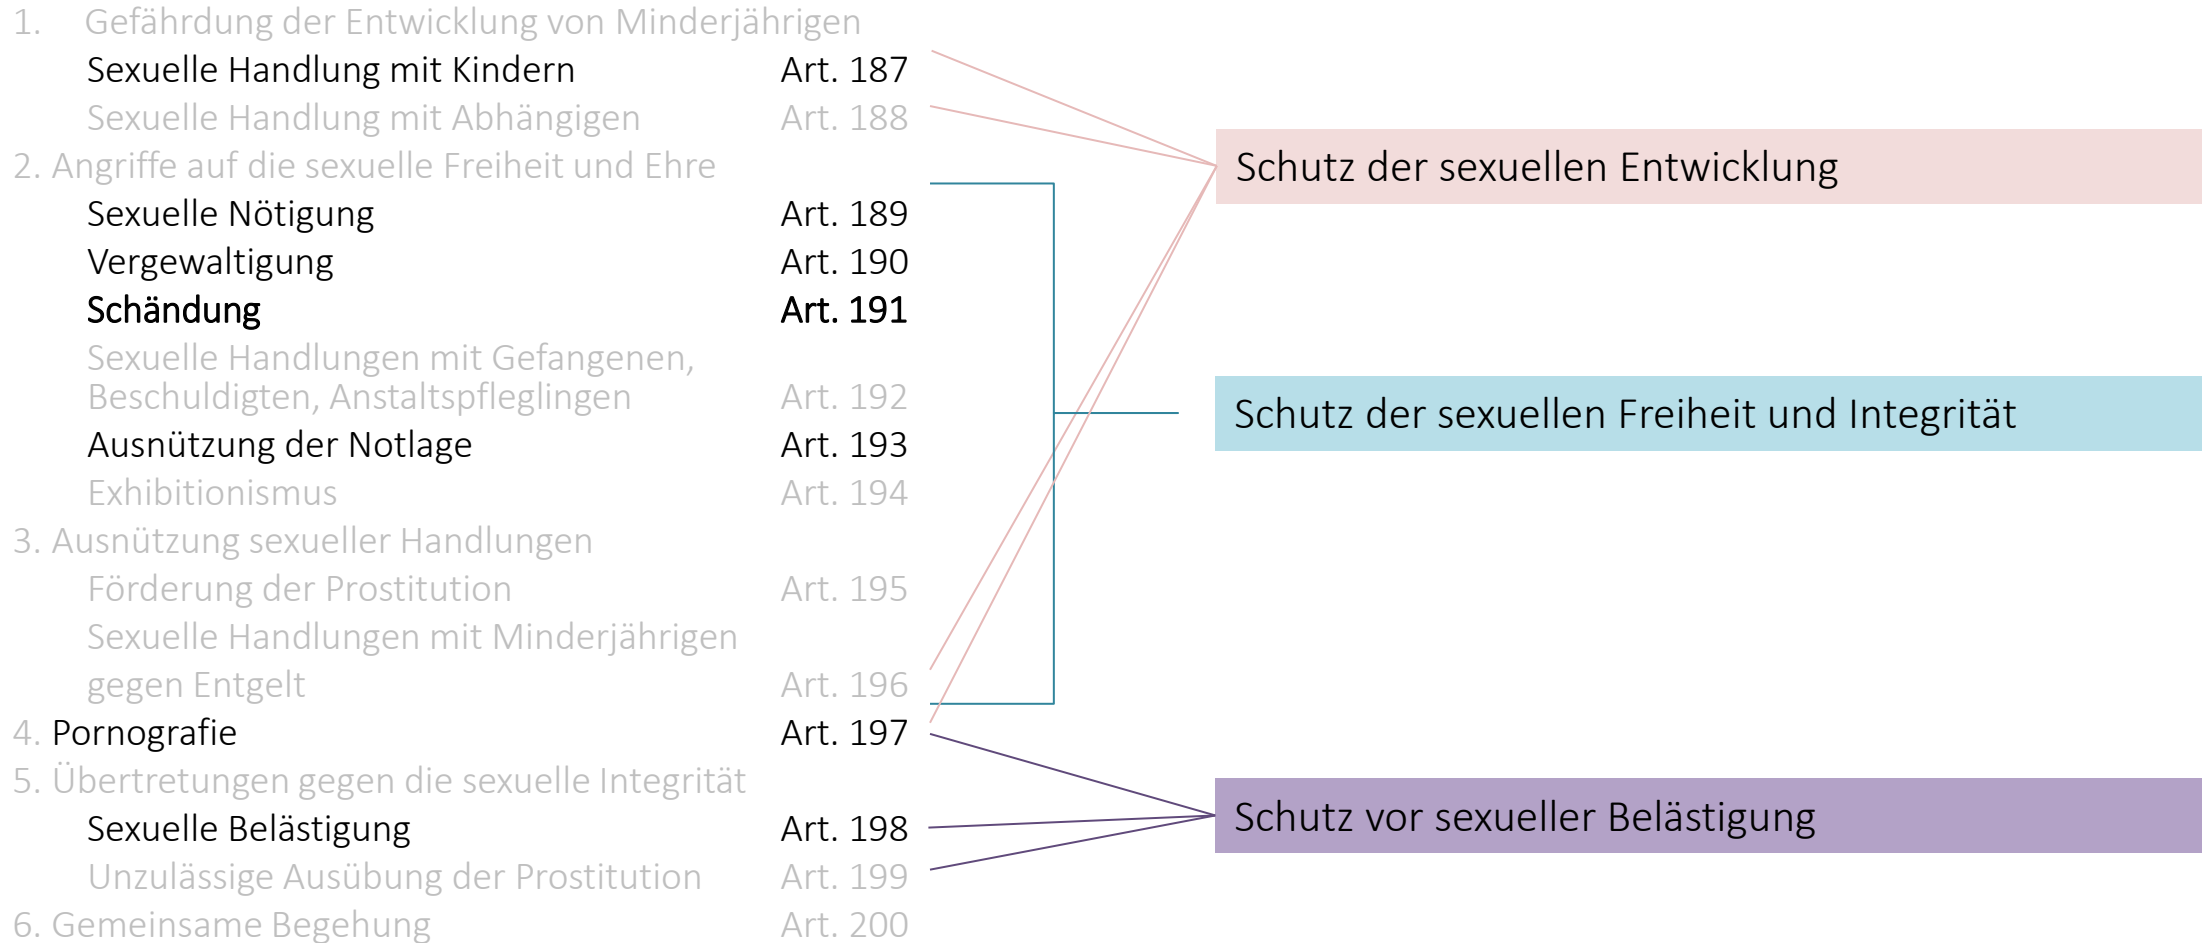 1. Gefährdung der Entwicklung von Minderjährigen
Sexuelle Handlung mit Kindern Art. 187
Sexuelle Handlung mit Abhängigen Art. 188
2. Angriffe auf die sexuelle Freiheit und Ehre
Sexuelle Nötigung Art. 189
Vergewaltigung Art. 190
Schändung Art. 191
Sexuelle Handlungen mit Gefangenen,
Beschuldigten, Anstaltspfleglingen Art. 192
Ausnützung der Notlage Art. 193
Exhibitionismus Art. 194
3. Ausnützung sexueller Handlungen
Förderung der Prostitution Art. 195
Sexuelle Handlungen mit Minderjährigen
gegen Entgelt Art. 196
4. Pornografie Art. 197
5. Übertretungen gegen die sexuelle Integrität
Sexuelle Belästigung Art. 198
Unzulässige Ausübung der Prostitution Art. 199
6. Gemeinsame Begehung Art. 200
Schutz der sexuellen Entwicklung
Schutz der sexuellen Freiheit und Integrität
Schutz vor sexueller Belästigung